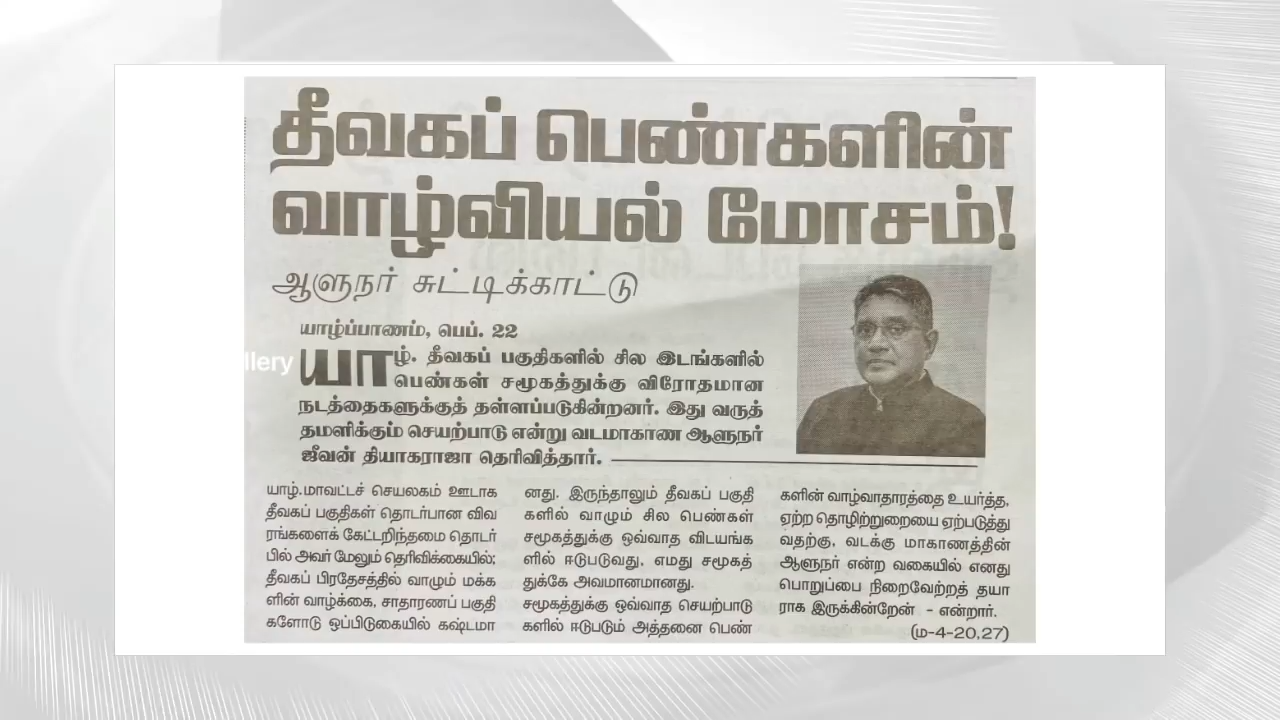 தீவகப் பெண்களின்
வாழ்வியல் மோசம்!
ஆளுநர் சுட்டிக்காட்டு
யாழ்ப்பாணம், பெப். 22
யாழ். தீவகப் பகுதிகளில் சில இடங்களில்
பெண்கள் சமூகத்துக்கு விரோதமான
நடத்தைகளுக்குத் தள்ளப்படுகின்றனர். இது வருத்
தமளிக்கும் செயற்பாடு என்று வடமாகாண ஆளுநர்
ஜீவன் தியாகராஜா தெரிவித்தார்.
llery
யாழ்.மாவட்டச் செயலகம் ஊடாக
தீவகப் பகுதிகள் தொடர்பான விவ
ரங்களைக் கேட்டறிந்தமை தொடர்
பில் அவர் மேலும் தெரிவிக்கையில்;
தீவகப் பிரதேசத்தில் வாழும் மக்க
ளின் வாழ்க்கை, சாதாரணப் பகுதி
களோடு ஒப்பிடுகையில் கஷ்டமா
னது. இருந்தாலும் தீவகப் பகுதி
களில் வாழும் சில பெண்கள்
சமூகத்துக்கு ஒவ்வாத விடயங்க
ளில் ஈடுபடுவது, எமது சமூகத்
துக்கே அவமானமானது.
சமூகத்துக்கு ஒவ்வாத செயற்பாடு
களில் ஈடுபடும் அத்தனை பெண்
களின் வாழ்வாதாரத்தை உயர்த்த,
ஏற்ற தொழிற்றுறையை ஏற்படுத்து
வதற்கு, வடக்கு மாகாணத்தின்
ஆளுநர் என்ற வகையில் எனது
பொறுப்பை நிறைவேற்றத் தயா
ராக இருக்கின்றேன் - என்றார்.
(ம-4-20,27)